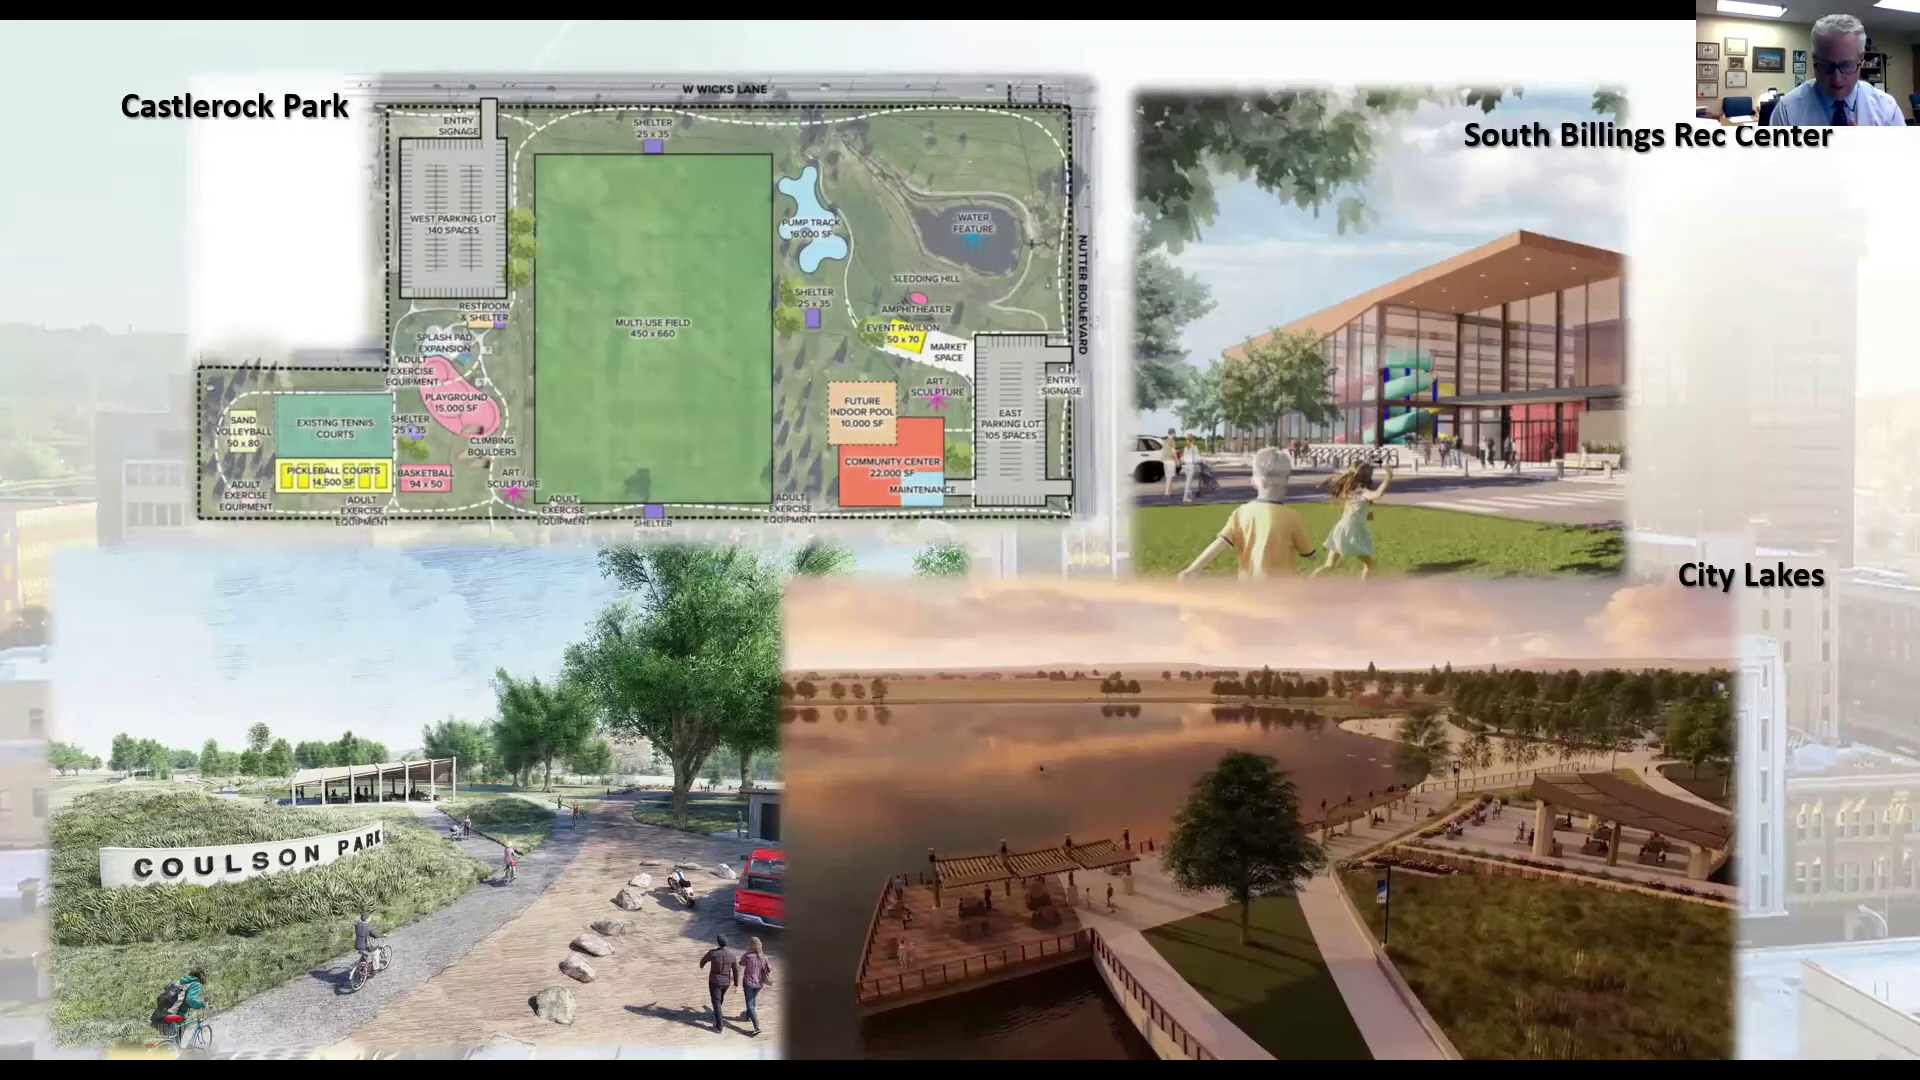 Castlerock Park
South Billings Rec Center
City Lakes
W WICKS LANE
NUTTER BOULEVARD
ENTRY
SIGNAGE
SHELTER
25 x 35
WEST PARKING LOT
140 SPACES
PUMP TRACK
16,000 SF
WATER
FEATURE
SLEDDING HILL
SHELTER
25 x 35
AMPHITHEATER
RESTROOM
& SHELTER
MULTI-USE FIELD
450 x 660
EVENT PAVILION
50 x 70
SPLASH PAD
EXPANSION
MARKET
SPACE
ADULT
EXERCISE
EQUIPMENT
ART /
SCULPTURE
ENTRY
SIGNAGE
PLAYGROUND
15,000 SF
FUTURE
INDOOR POOL
10,000 SF
EAST
PARKING LOT
105 SPACES
SAND
VOLLEYBALL
50 x 80
EXISTING TENNIS
COURTS
SHELTER
25 x 35
CLIMBING
BOULDERS
COMMUNITY CENTER
22,000 SF
PICKLEBALL COURTS
14,500 SF
BASKETBALL
94 x 50
ART /
SCULPTURE
MAINTENANCE
ADULT
EXERCISE
EQUIPMENT
ADULT
EXERCISE
EQUIPMENT
ADULT
EXERCISE
EQUIPMENT
SHELTER
ADULT
EXERCISE
EQUIPMENT
COULSON PARK